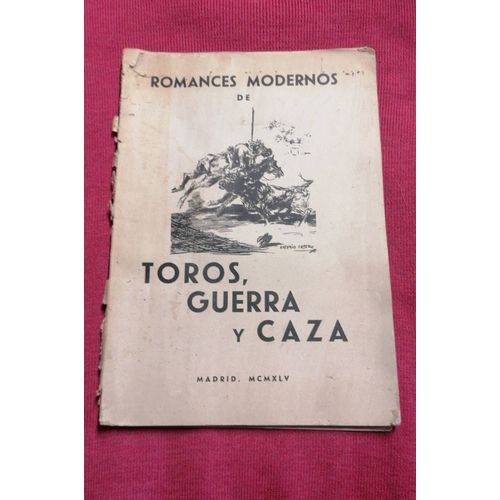 ROMANCES MODERNOS
DE
TOROS,
GUERRA
Y CAZA
MADRID, MCMXLV